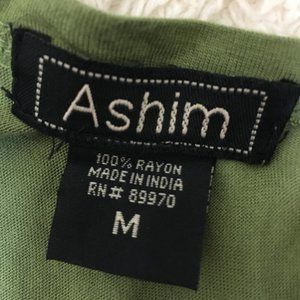 Ashim
100% RAYON
MADE IN INDIA
RN# 89970
M